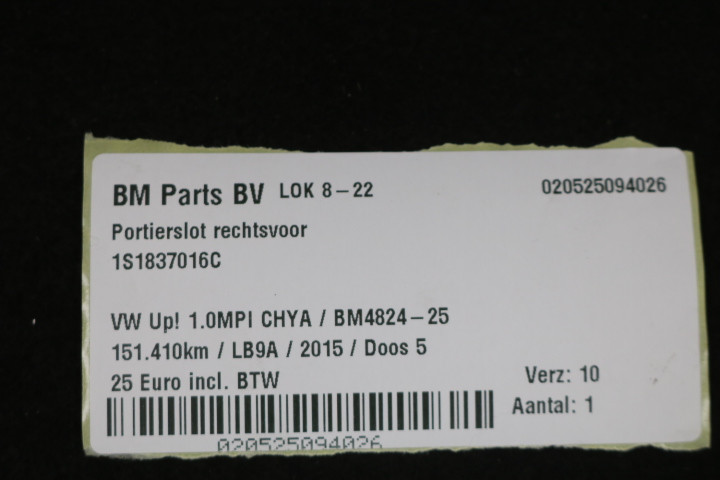 BM Parts BV LOK 8-22 020525094026
Portierslot rechtsvoor
1S1837016C
VW Up! 1.0MPI CHYA / BM4824-25
151.410km / LB9A / 2015 / Doos 5
25 Euro incl. BTW Verz: 10
Aantal: 1
020525094026